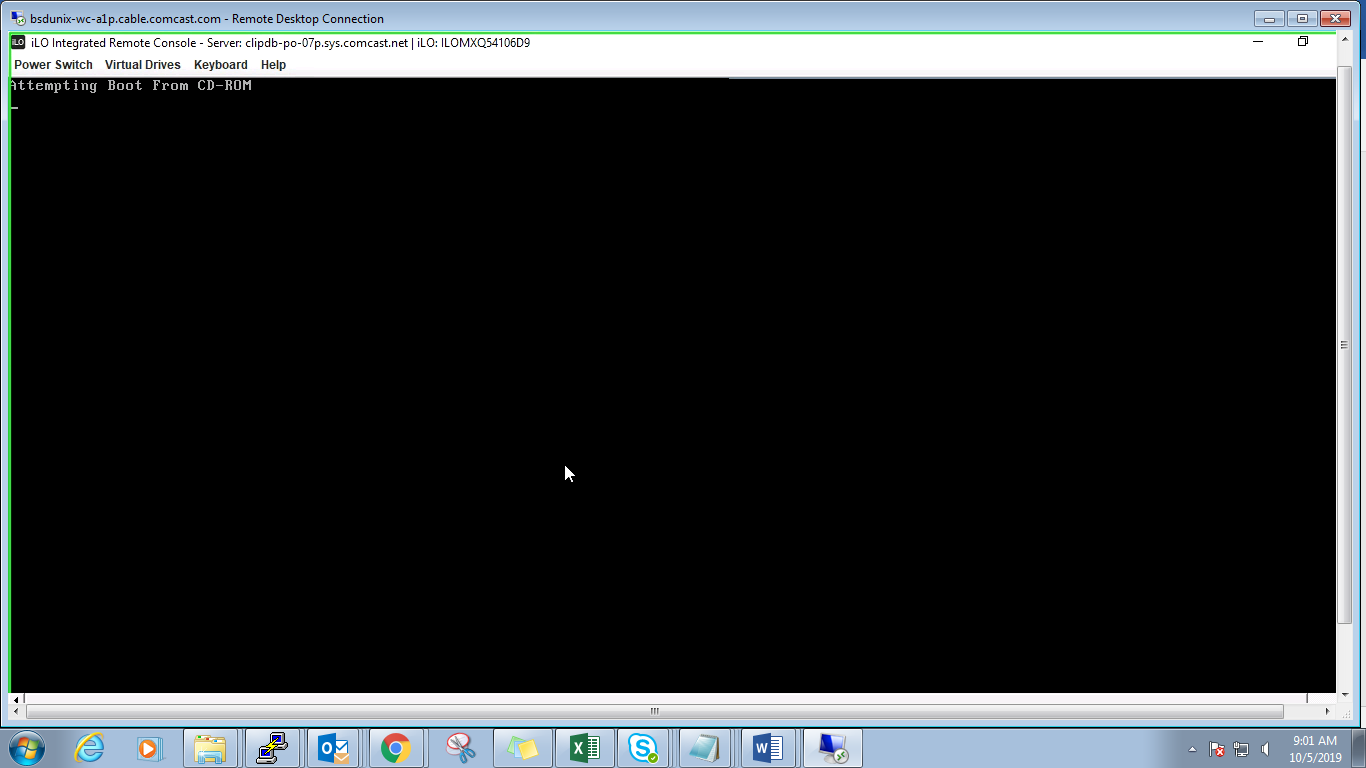 bsdunix-wc-a1p.cable.comcast.com - Remote Desktop Connection
iLO Integrated Remote Console - Server: clipdb-po-07p.sys.comcast.net | iLO: ILOMXQ54106D9
Power Switch Virtual Drives Keyboard Help
Attempting Boot From CD-ROM
9:01 AM
10/5/2019